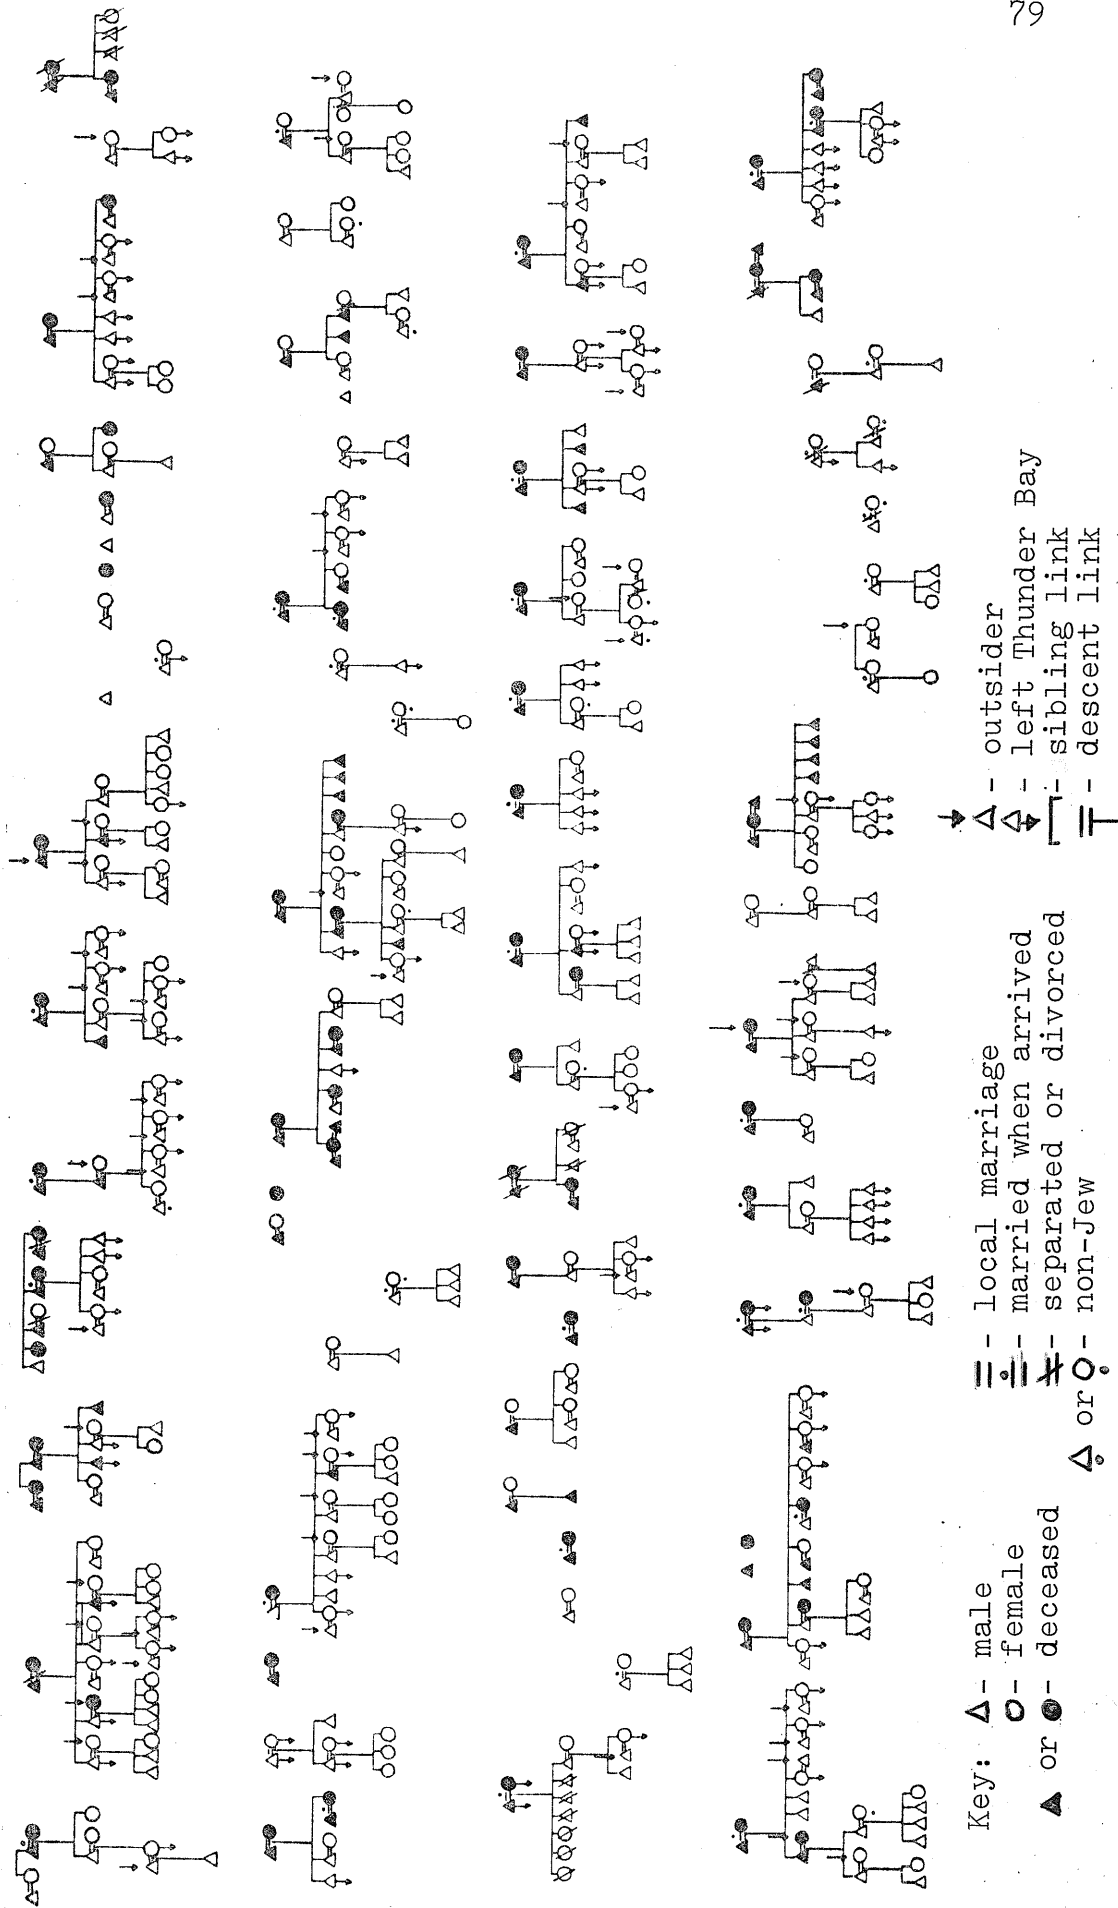 79
Key: △ - male
O - female
▲ or ● - deceased
= - local marriage
∸ - married when arrived
≠ - separated or divorced
△ or O - non-Jew
△ - outsider
△ - left Thunder Bay
[ - sibling link
╤ - descent link